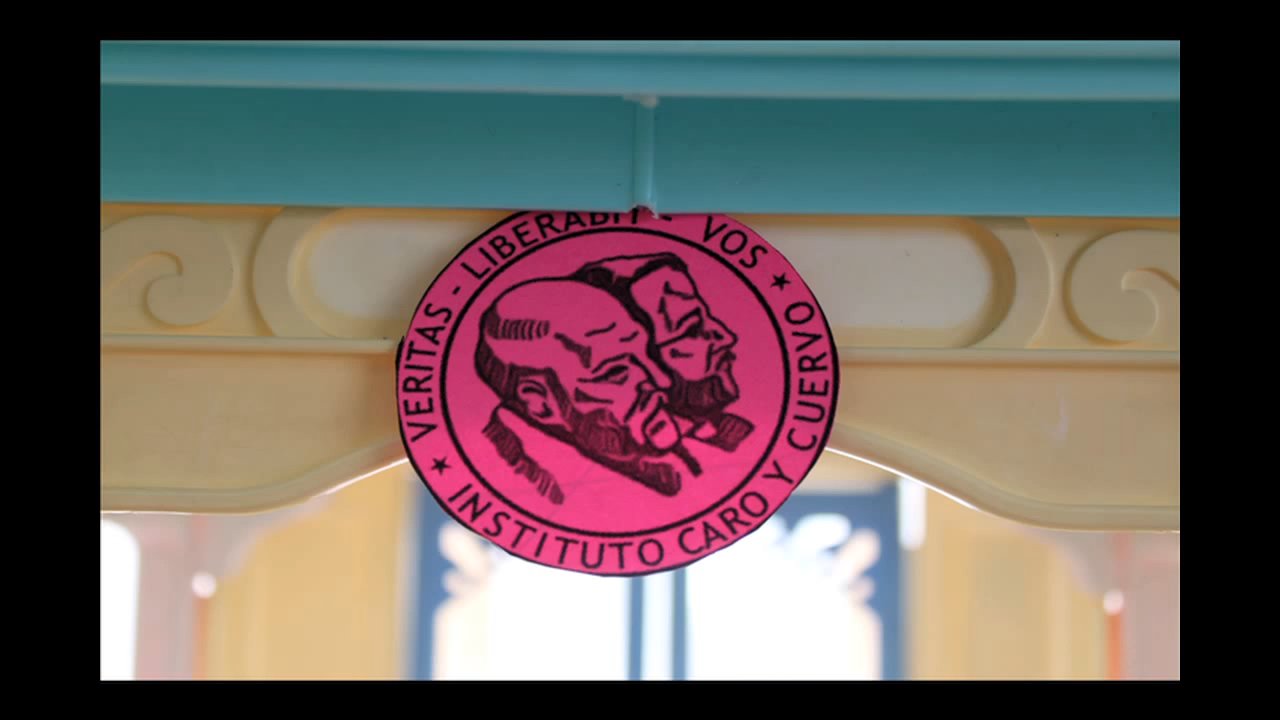 VERITAS - LIBERABIT - VOS
★ INSTITUTO CARO Y CUERVO ★